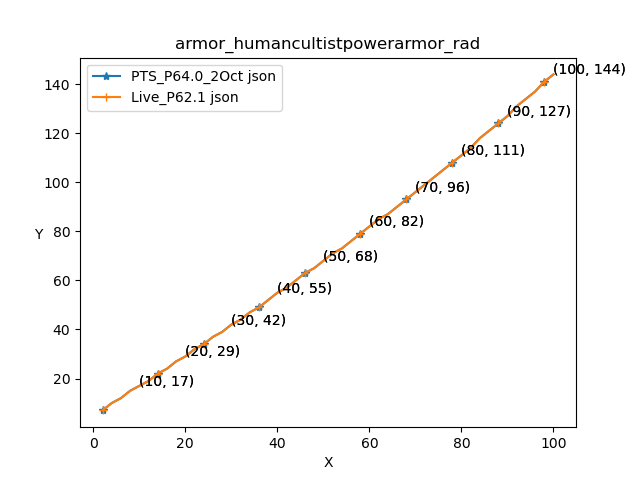 armor_humancultistpowerarmor_rad
PTS_P64.0_2Oct json
Live_P62.1 json
(100, 144)
(90, 127)
(80, 111)
(70, 96)
(60, 82)
(50, 68)
(40, 55)
(30, 42)
(20, 29)
(10, 17)
140
120
100
80
60
40
20
Y
0 20 40 60 80 100
X